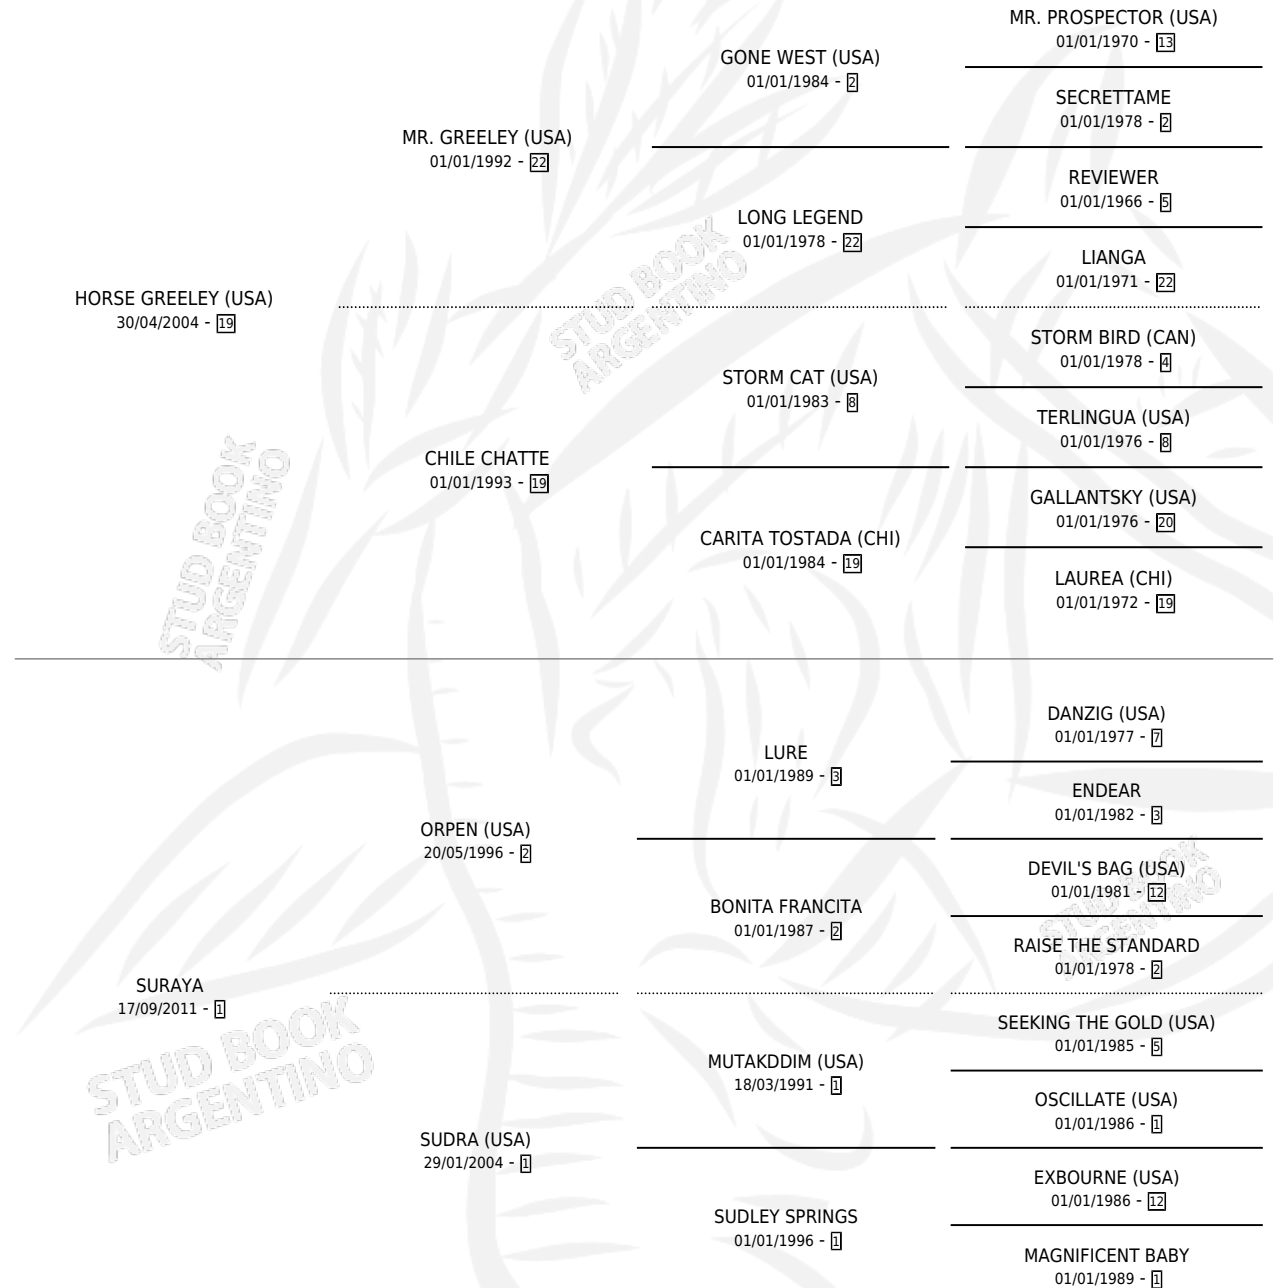 MR. PROSPECTOR (USA)
01/01/1970 - 13
GONE WEST (USA)
01/01/1984 - 2
SECRETTAME
01/01/1978 - 2
MR. GREELEY (USA)
01/01/1992 - 22
REVIEWER
01/01/1966 - 5
LONG LEGEND
01/01/1978 - 22
LIANGA
01/01/1971 - 22
HORSE GREELEY (USA)
30/04/2004 - 19
STORM BIRD (CAN)
01/01/1978 - 4
STORM CAT (USA)
01/01/1983 - 8
TERLINGUA (USA)
01/01/1976 - 8
CHILE CHATTE
01/01/1993 - 19
GALLANTSKY (USA)
01/01/1976 - 20
CARITA TOSTADA (CHI)
01/01/1984 - 19
LAUREA (CHI)
01/01/1972 - 19
STUD BOOK
ARGENTINO
STUD BOOK
ARGENTINO
DANZIG (USA)
01/01/1977 - 7
LURE
01/01/1989 - 3
ENDEAR
01/01/1982 - 3
ORPEN (USA)
20/05/1996 - 2
DEVIL'S BAG (USA)
01/01/1981 - 12
BONITA FRANCITA
01/01/1987 - 2
RAISE THE STANDARD
01/01/1978 - 2
SURAYA
17/09/2011 - 1
SEEKING THE GOLD (USA)
01/01/1985 - 5
MUTAKDDIM (USA)
18/03/1991 - 1
OSCILLATE (USA)
01/01/1986 - 1
SUDRA (USA)
29/01/2004 - 1
EXBOURNE (USA)
01/01/1986 - 12
SUDLEY SPRINGS
01/01/1996 - 1
MAGNIFICENT BABY
01/01/1989 - 1
STUD BOOK
ARGENTINO
STUD BOOK
ARGENTINO